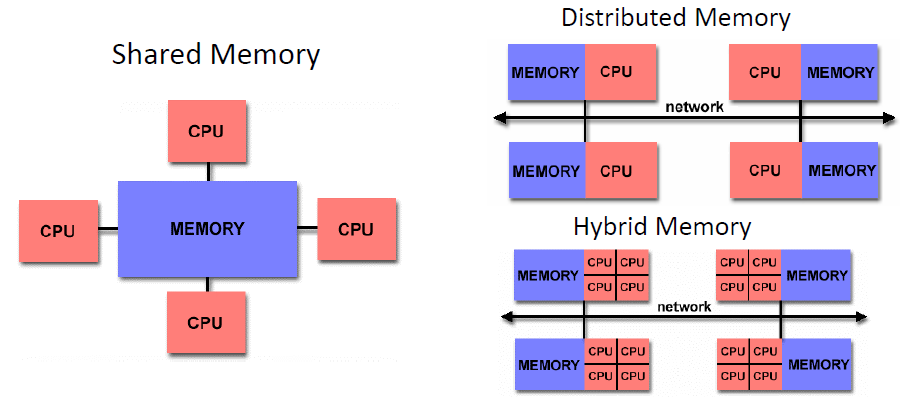 Shared Memory
CPU
CPU
MEMORY
CPU
CPU
Distributed Memory
MEMORY CPU
CPU MEMORY
network
MEMORY CPU
CPU MEMORY
Hybrid Memory
MEMORY CPU CPU
CPU CPU
CPU CPU MEMORY
CPU CPU
network
MEMORY CPU CPU
CPU CPU
CPU CPU MEMORY
CPU CPU